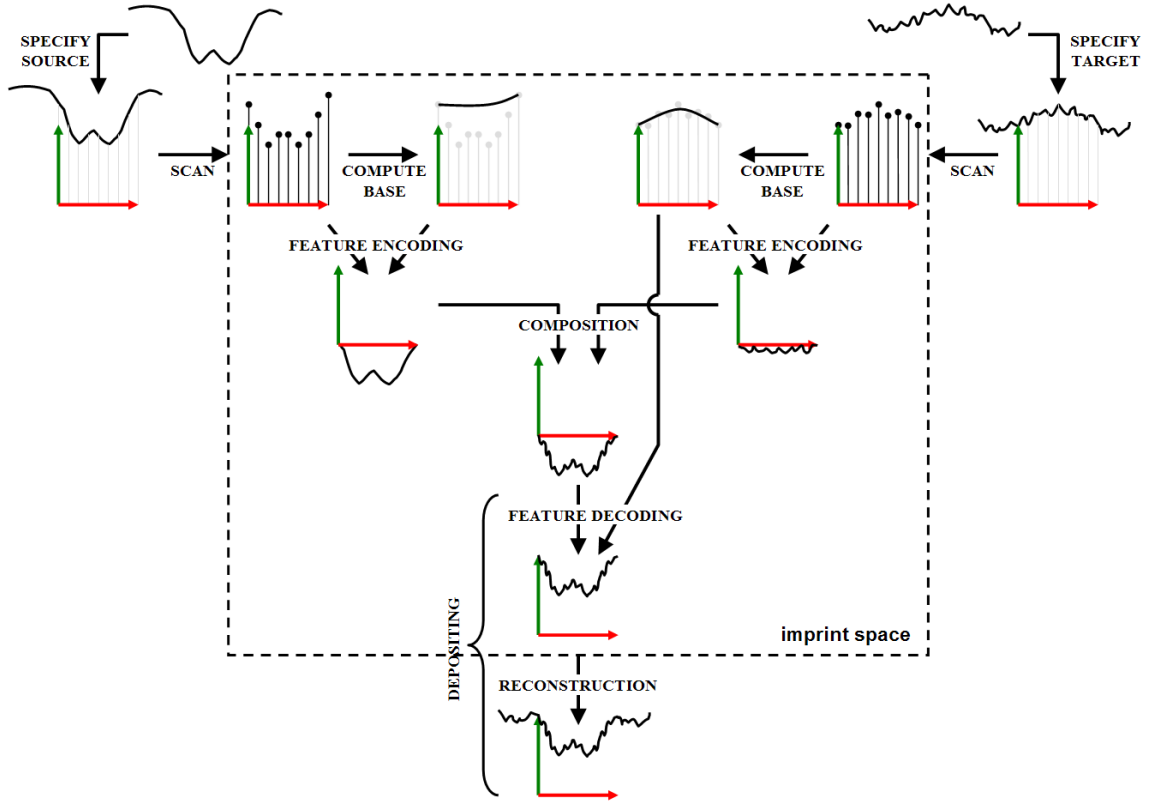 SPECIFY
SOURCE
SPECIFY
TARGET
SCAN
COMPUTE
BASE
COMPUTE
BASE
SCAN
FEATURE ENCODING
FEATURE ENCODING
COMPOSITION
FEATURE DECODING
DEPOSITING
imprint space
RECONSTRUCTION